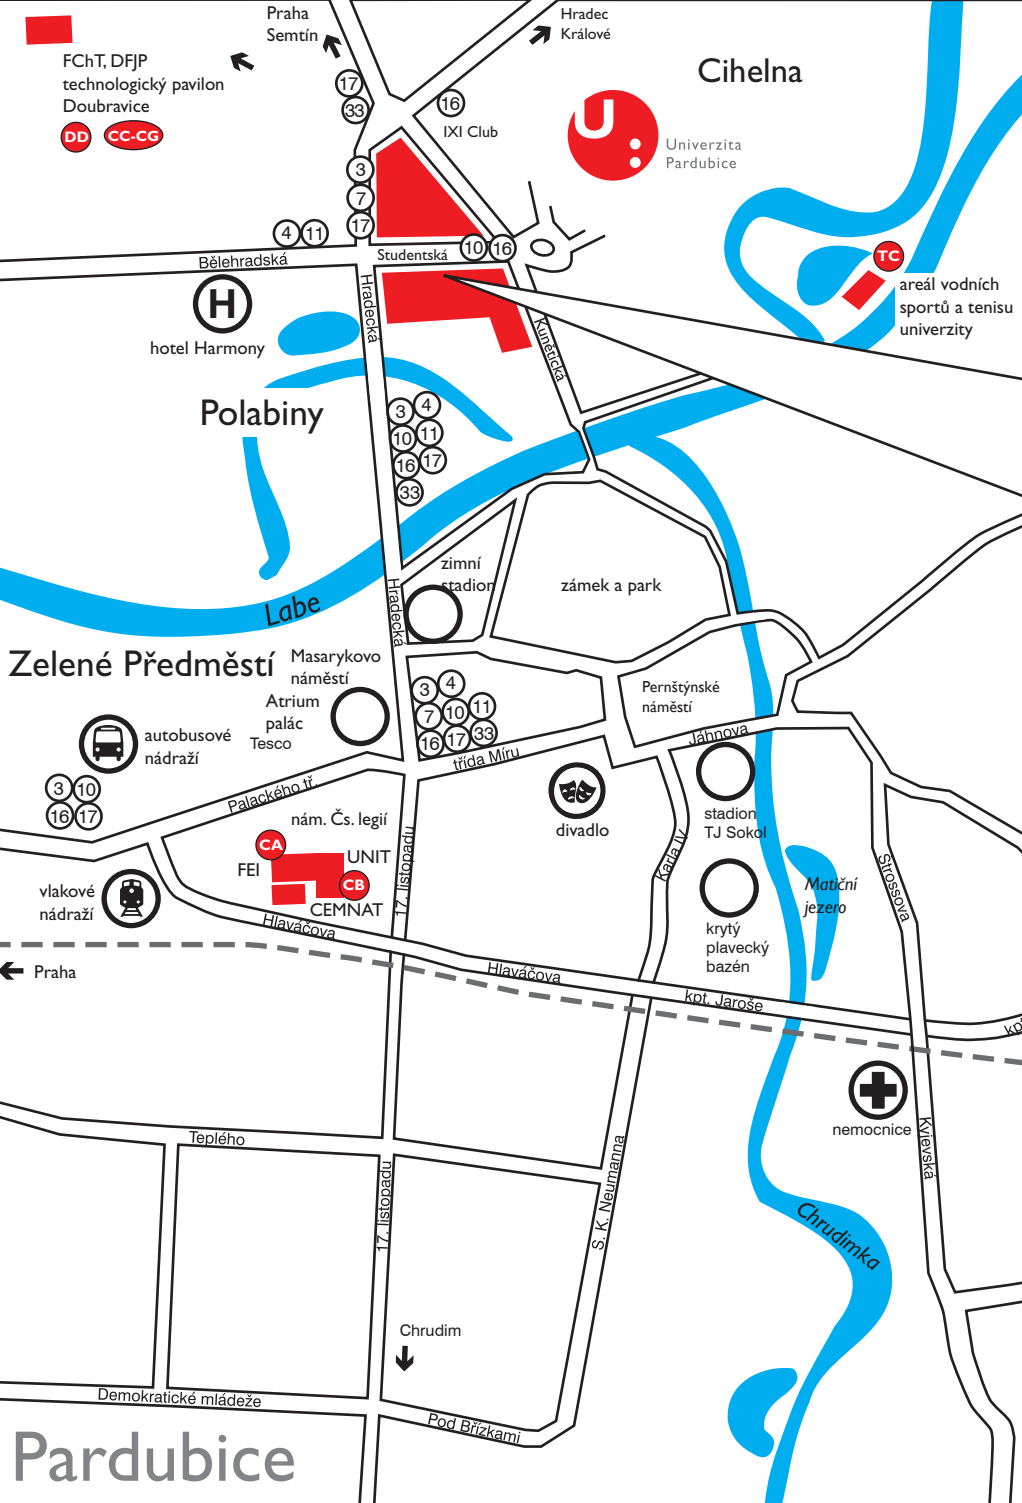 Praha
Semtín
Hradec
Králové
FChT, DFJP
technologický pavilon
Doubravice
DD
CC-CG
17
33
16
IXI Club
Cihelna
U
Univerzita
Pardubice
3
7
17
4
11
Bělehradská
Studentská
10
16
TC
areál vodních
sportů a tenisu
univerzity
H
hotel Harmony
Hradecká
Kunětická
Polabiny
3
4
10
11
16
17
33
Labe
Hradecká
zimní
stadion
zámek a park
Zelené Předměstí
Masarykovo
náměstí
Atrium
palác
Tesco
3
4
7
10
11
16
17
33
Pernštýnské
náměstí
autobusové
nádraží
3
10
16
17
třída Míru
Jáhnova
Palackého tř.
divadlo
stadion
TJ Sokol
nám. Čs. legií
CA
UNIT
FEI
CB
CEMNAT
17. listopadu
Karla IV.
Strossova
Matiční
jezero
vlakové
nádraží
krytý
plavecký
bazén
Hlaváčova
Praha
Hlaváčova
kpt. Jaroše
kpt
nemocnice
Kyjevská
Teplého
17. listopadu
S. K. Neumanna
Chrudimka
Chrudim
Demokratické mládeže
Pod Břízkami
Pardubice